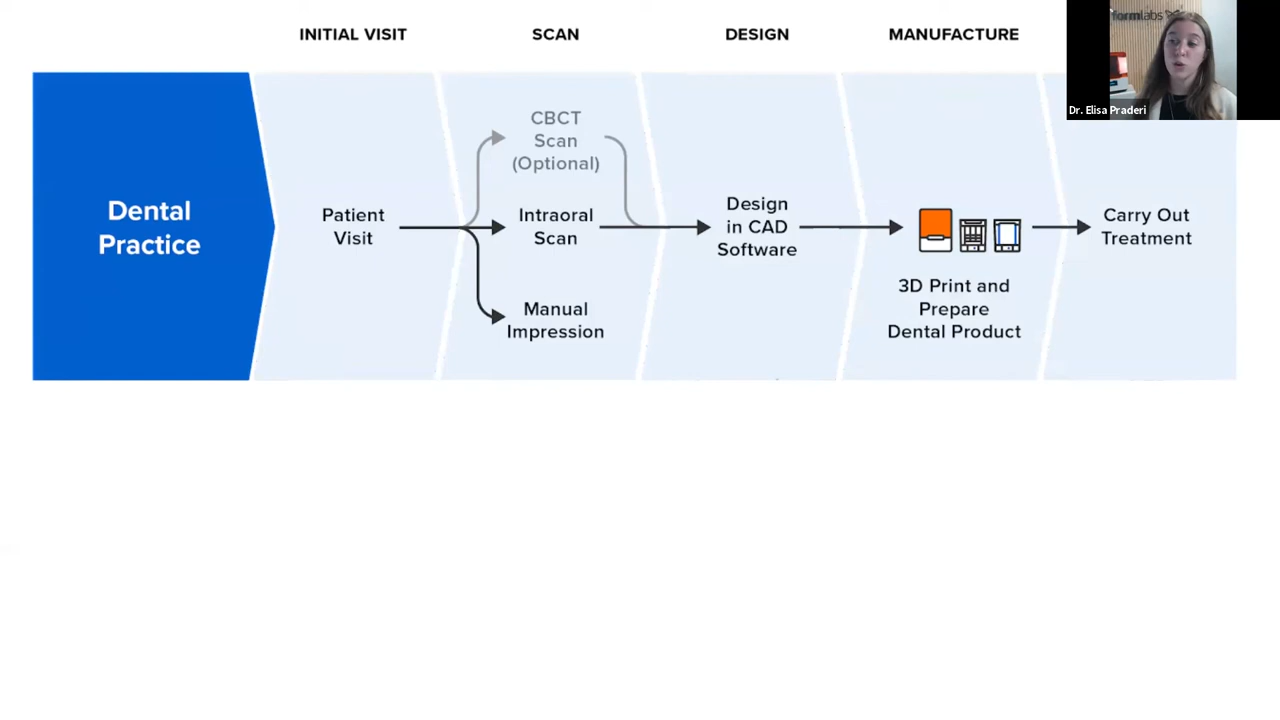 INITIAL VISIT
SCAN
DESIGN
MANUFACTURE
formlabs
Dr. Elisa Praderi
Dental
Practice
Patient
Visit
CBCT
Scan
(Optional)
Intraoral
Scan
Manual
Impression
Design
in CAD
Software
3D Print and
Prepare
Dental Product
Carry Out
Treatment